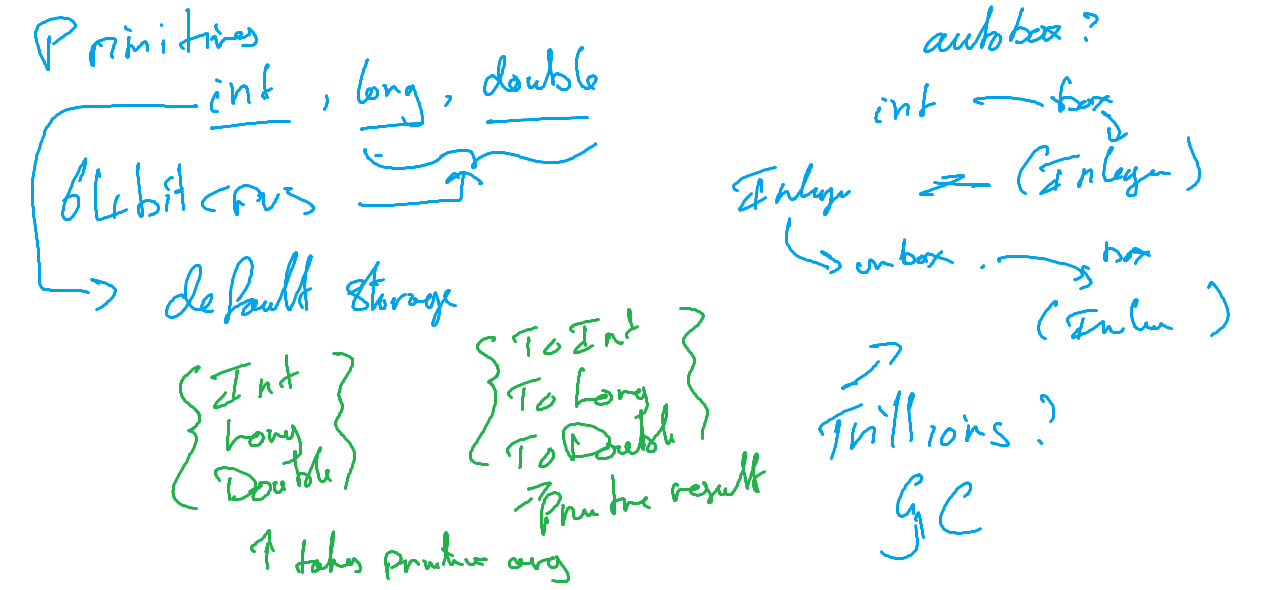 Primitives
int, long, double
64bit CPUs
default storage
{ Int
Long
Double }
↑ takes primitive arg
{ ToInt
ToLong
ToDouble }
→ Primitive result
autobox?
int box
(Integer)
Integer
unbox. box
Trillions?
GC